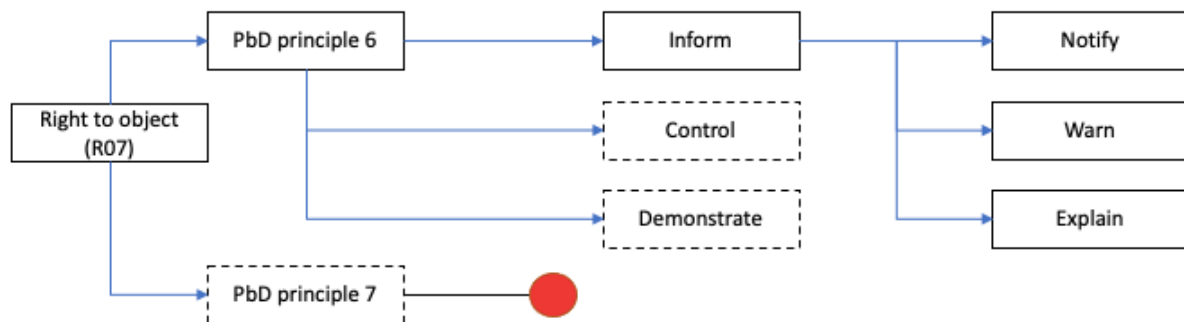 PbD principle 6
Inform
Notify
Right to object
(R07)
Control
Warn
Demonstrate
Explain
PbD principle 7